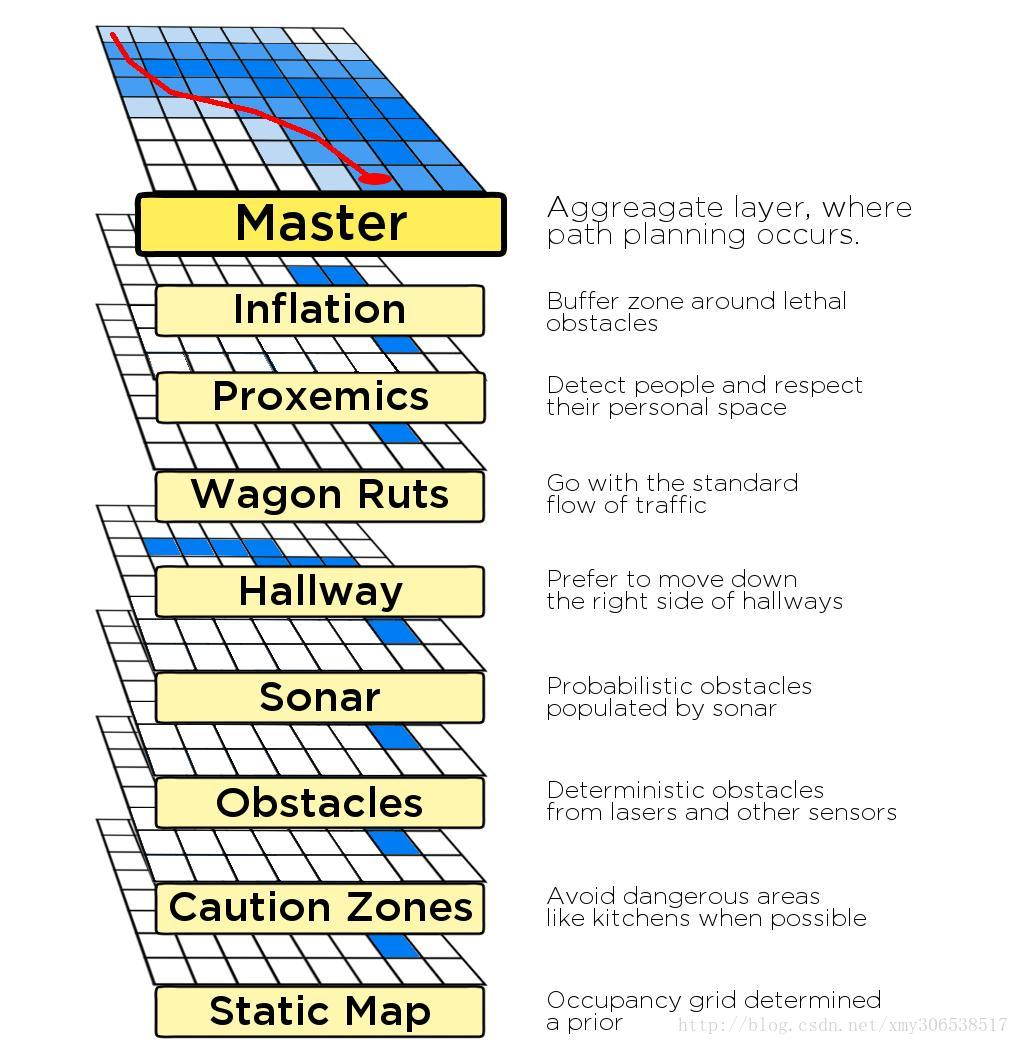 Master
Aggreagate layer, where
path planning occurs.
Inflation
Buffer zone around lethal
obstacles
Proxemics
Detect people and respect
their personal space
Wagon Ruts
Go with the standard
flow of traffic
Hallway
Prefer to move down
the right side of hallways
Sonar
Probabilistic obstacles
populated by sonar
Obstacles
Deterministic obstacles
from lasers and other sensors
Caution Zones
Avoid dangerous areas
like kitchens when possible
Static Map
Occupancy grid determined
a prior
http://blog.csdn.net/xmy306538517